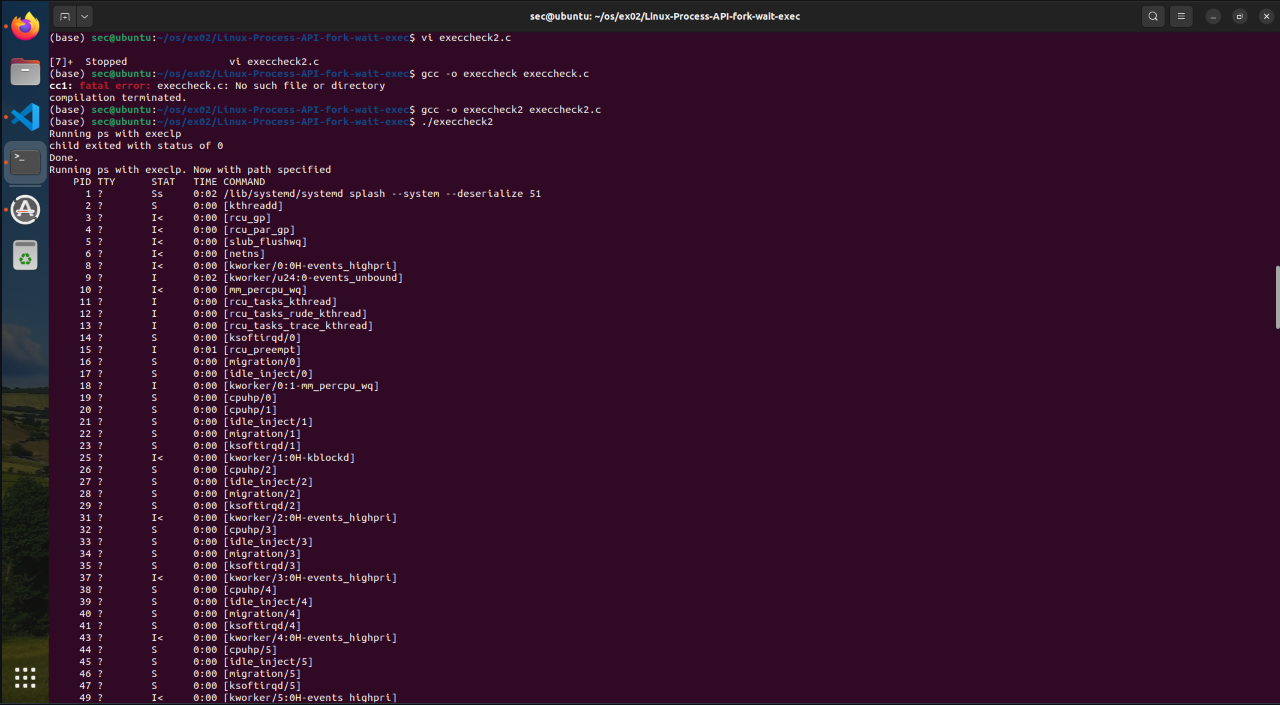 sec@ubuntu: ~/os/ex02/Linux-Process-API-fork-wait-exec
(base) sec@ubuntu:~/os/ex02/Linux-Process-API-fork-wait-exec$ vi execcheck2.c
[7]+  Stopped                 vi execcheck2.c
(base) sec@ubuntu:~/os/ex02/Linux-Process-API-fork-wait-exec$ gcc -o execcheck execcheck.c
cc1: fatal error: execcheck.c: No such file or directory
compilation terminated.
(base) sec@ubuntu:~/os/ex02/Linux-Process-API-fork-wait-exec$ gcc -o execcheck2 execcheck2.c
(base) sec@ubuntu:~/os/ex02/Linux-Process-API-fork-wait-exec$ ./execcheck2
Running ps with execlp
child exited with status of 0
Done.
Running ps with execlp. Now with path specified
    PID TTY      STAT   TIME COMMAND
      1 ?        Ss     0:02 /lib/systemd/systemd splash --system --deserialize 51
      2 ?        S      0:00 [kthreadd]
      3 ?        I<     0:00 [rcu_gp]
      4 ?        I<     0:00 [rcu_par_gp]
      5 ?        I<     0:00 [slub_flushwq]
      6 ?        I<     0:00 [netns]
      8 ?        I<     0:00 [kworker/0:0H-events_highpri]
      9 ?        I      0:02 [kworker/u24:0-events_unbound]
     10 ?        I<     0:00 [mm_percpu_wq]
     11 ?        I      0:00 [rcu_tasks_kthread]
     12 ?        I      0:00 [rcu_tasks_rude_kthread]
     13 ?        I      0:00 [rcu_tasks_trace_kthread]
     14 ?        S      0:00 [ksoftirqd/0]
     15 ?        I      0:01 [rcu_preempt]
     16 ?        S      0:00 [migration/0]
     17 ?        S      0:00 [idle_inject/0]
     18 ?        I      0:00 [kworker/0:1-mm_percpu_wq]
     19 ?        S      0:00 [cpuhp/0]
     20 ?        S      0:00 [cpuhp/1]
     21 ?        S      0:00 [idle_inject/1]
     22 ?        S      0:00 [migration/1]
     23 ?        S      0:00 [ksoftirqd/1]
     25 ?        I<     0:00 [kworker/1:0H-kblockd]
     26 ?        S      0:00 [cpuhp/2]
     27 ?        S      0:00 [idle_inject/2]
     28 ?        S      0:00 [migration/2]
     29 ?        S      0:00 [ksoftirqd/2]
     31 ?        I<     0:00 [kworker/2:0H-events_highpri]
     32 ?        S      0:00 [cpuhp/3]
     33 ?        S      0:00 [idle_inject/3]
     34 ?        S      0:00 [migration/3]
     35 ?        S      0:00 [ksoftirqd/3]
     37 ?        I<     0:00 [kworker/3:0H-events_highpri]
     38 ?        S      0:00 [cpuhp/4]
     39 ?        S      0:00 [idle_inject/4]
     40 ?        S      0:00 [migration/4]
     41 ?        S      0:00 [ksoftirqd/4]
     43 ?        I<     0:00 [kworker/4:0H-events_highpri]
     44 ?        S      0:00 [cpuhp/5]
     45 ?        S      0:00 [idle_inject/5]
     46 ?        S      0:00 [migration/5]
     47 ?        S      0:00 [ksoftirqd/5]
     49 ?        I<     0:00 [kworker/5:0H-events_highpri]